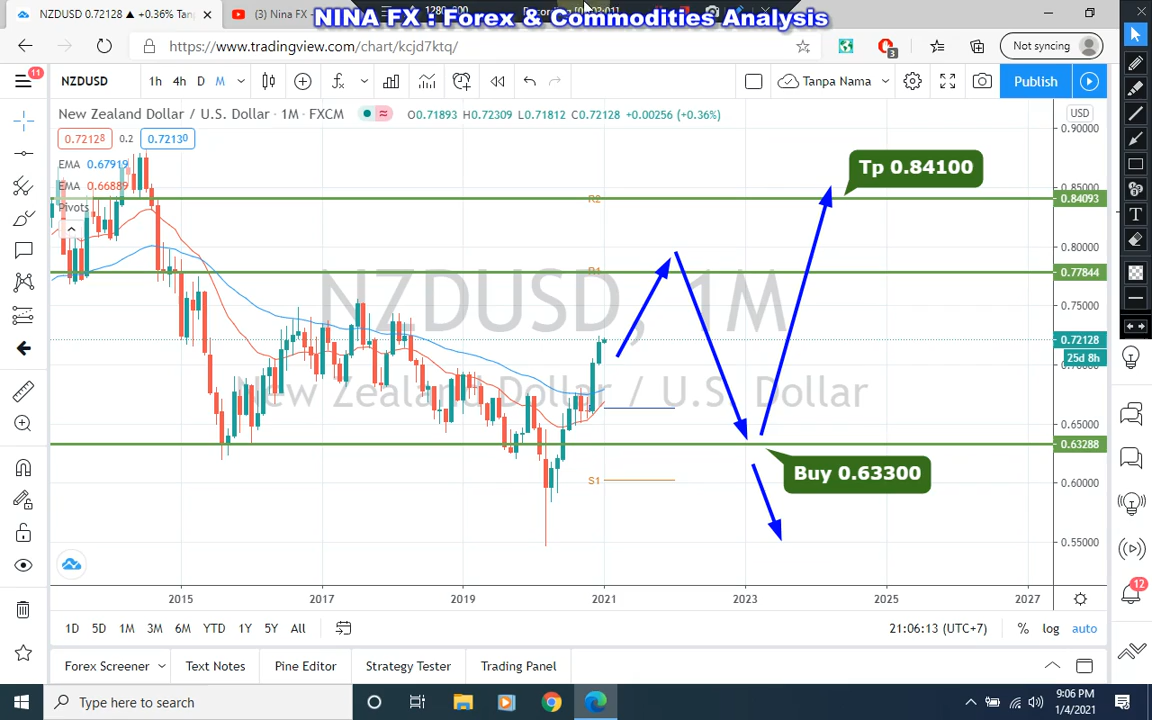 NZDUSD 0.72128 ▲ +0.36% Tan
(3) Nina FX
NINA FX : Forex & Commodities Analysis
https://www.tradingview.com/chart/kcjd7ktq/
3
Not syncing
11
NZDUSD
1h 4h D M
Tanpa Nama
Publish
New Zealand Dollar / U.S. Dollar · 1M · FXCM
O0.71893 H0.72309 L0.71812 C0.72128 +0.00256 (+0.36%)
USD
0.72128 0.2 0.72130
EMA 0.67919
EMA 0.66889
Pivots
NZDUSD, 1M
New Zealand Dollar / U.S. Dollar
R2
R1
S1
Tp 0.84100
Buy 0.63300
0.90000
0.85000
0.84093
0.80000
0.77844
0.75000
0.72128
25d 8h
0.65000
0.63288
0.60000
0.55000
2015 2017 2019 2021 2023 2025 2027
1D 5D 1M 3M 6M YTD 1Y 5Y All
21:06:13 (UTC+7) % log auto
12
Forex Screener Text Notes Pine Editor Strategy Tester Trading Panel
Type here to search
9:06 PM
1/4/2021